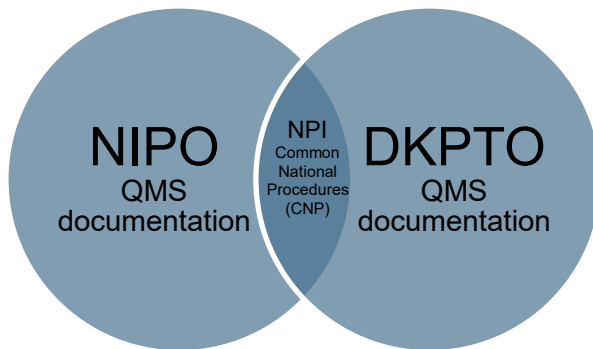 NIPO
QMS
documentation
NPI
Common
National
Procedures
(CNP)
DKPTO
QMS
documentation